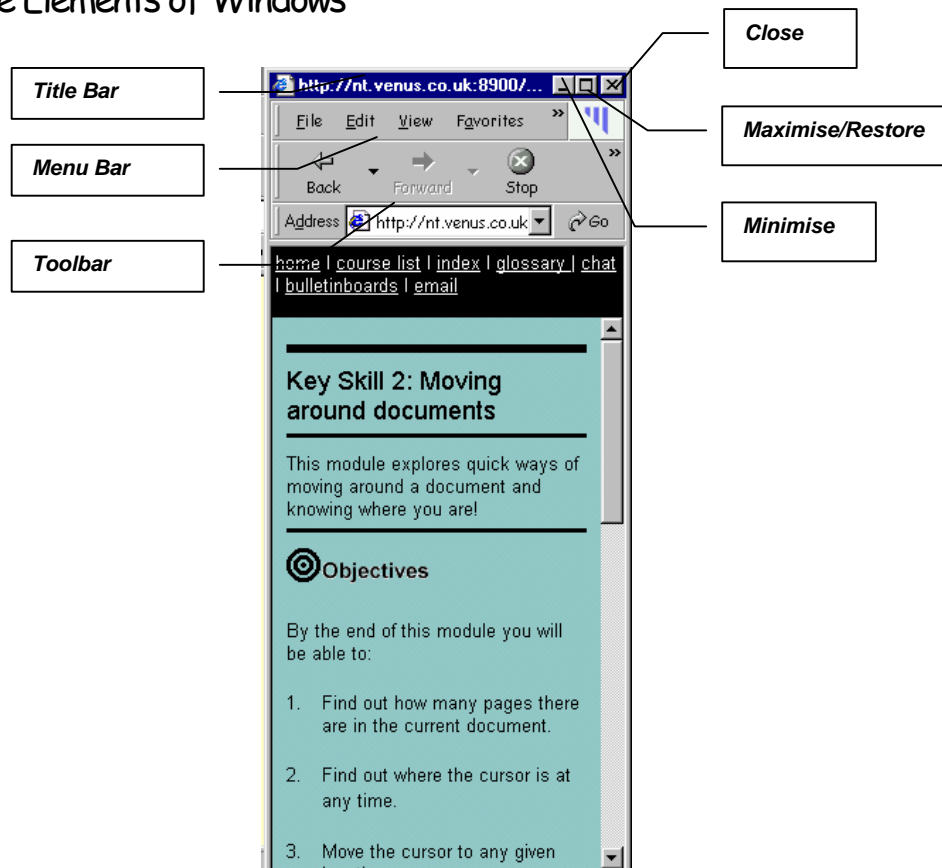 e Elements of Windows
Close
Title Bar
http://nt.venus.co.uk:8900/...
Maximise/Restore
File Edit View Favorites »
Menu Bar
Back Forward Stop »
Minimise
Address http://nt.venus.co.uk Go
Toolbar
home | course list | index | glossary | chat
| bulletinboards | email
Key Skill 2: Moving
around documents
This module explores quick ways of
moving around a document and
knowing where you are!
Objectives
By the end of this module you will
be able to:
1. Find out how many pages there
are in the current document.
2. Find out where the cursor is at
any time.
3. Move the cursor to any given